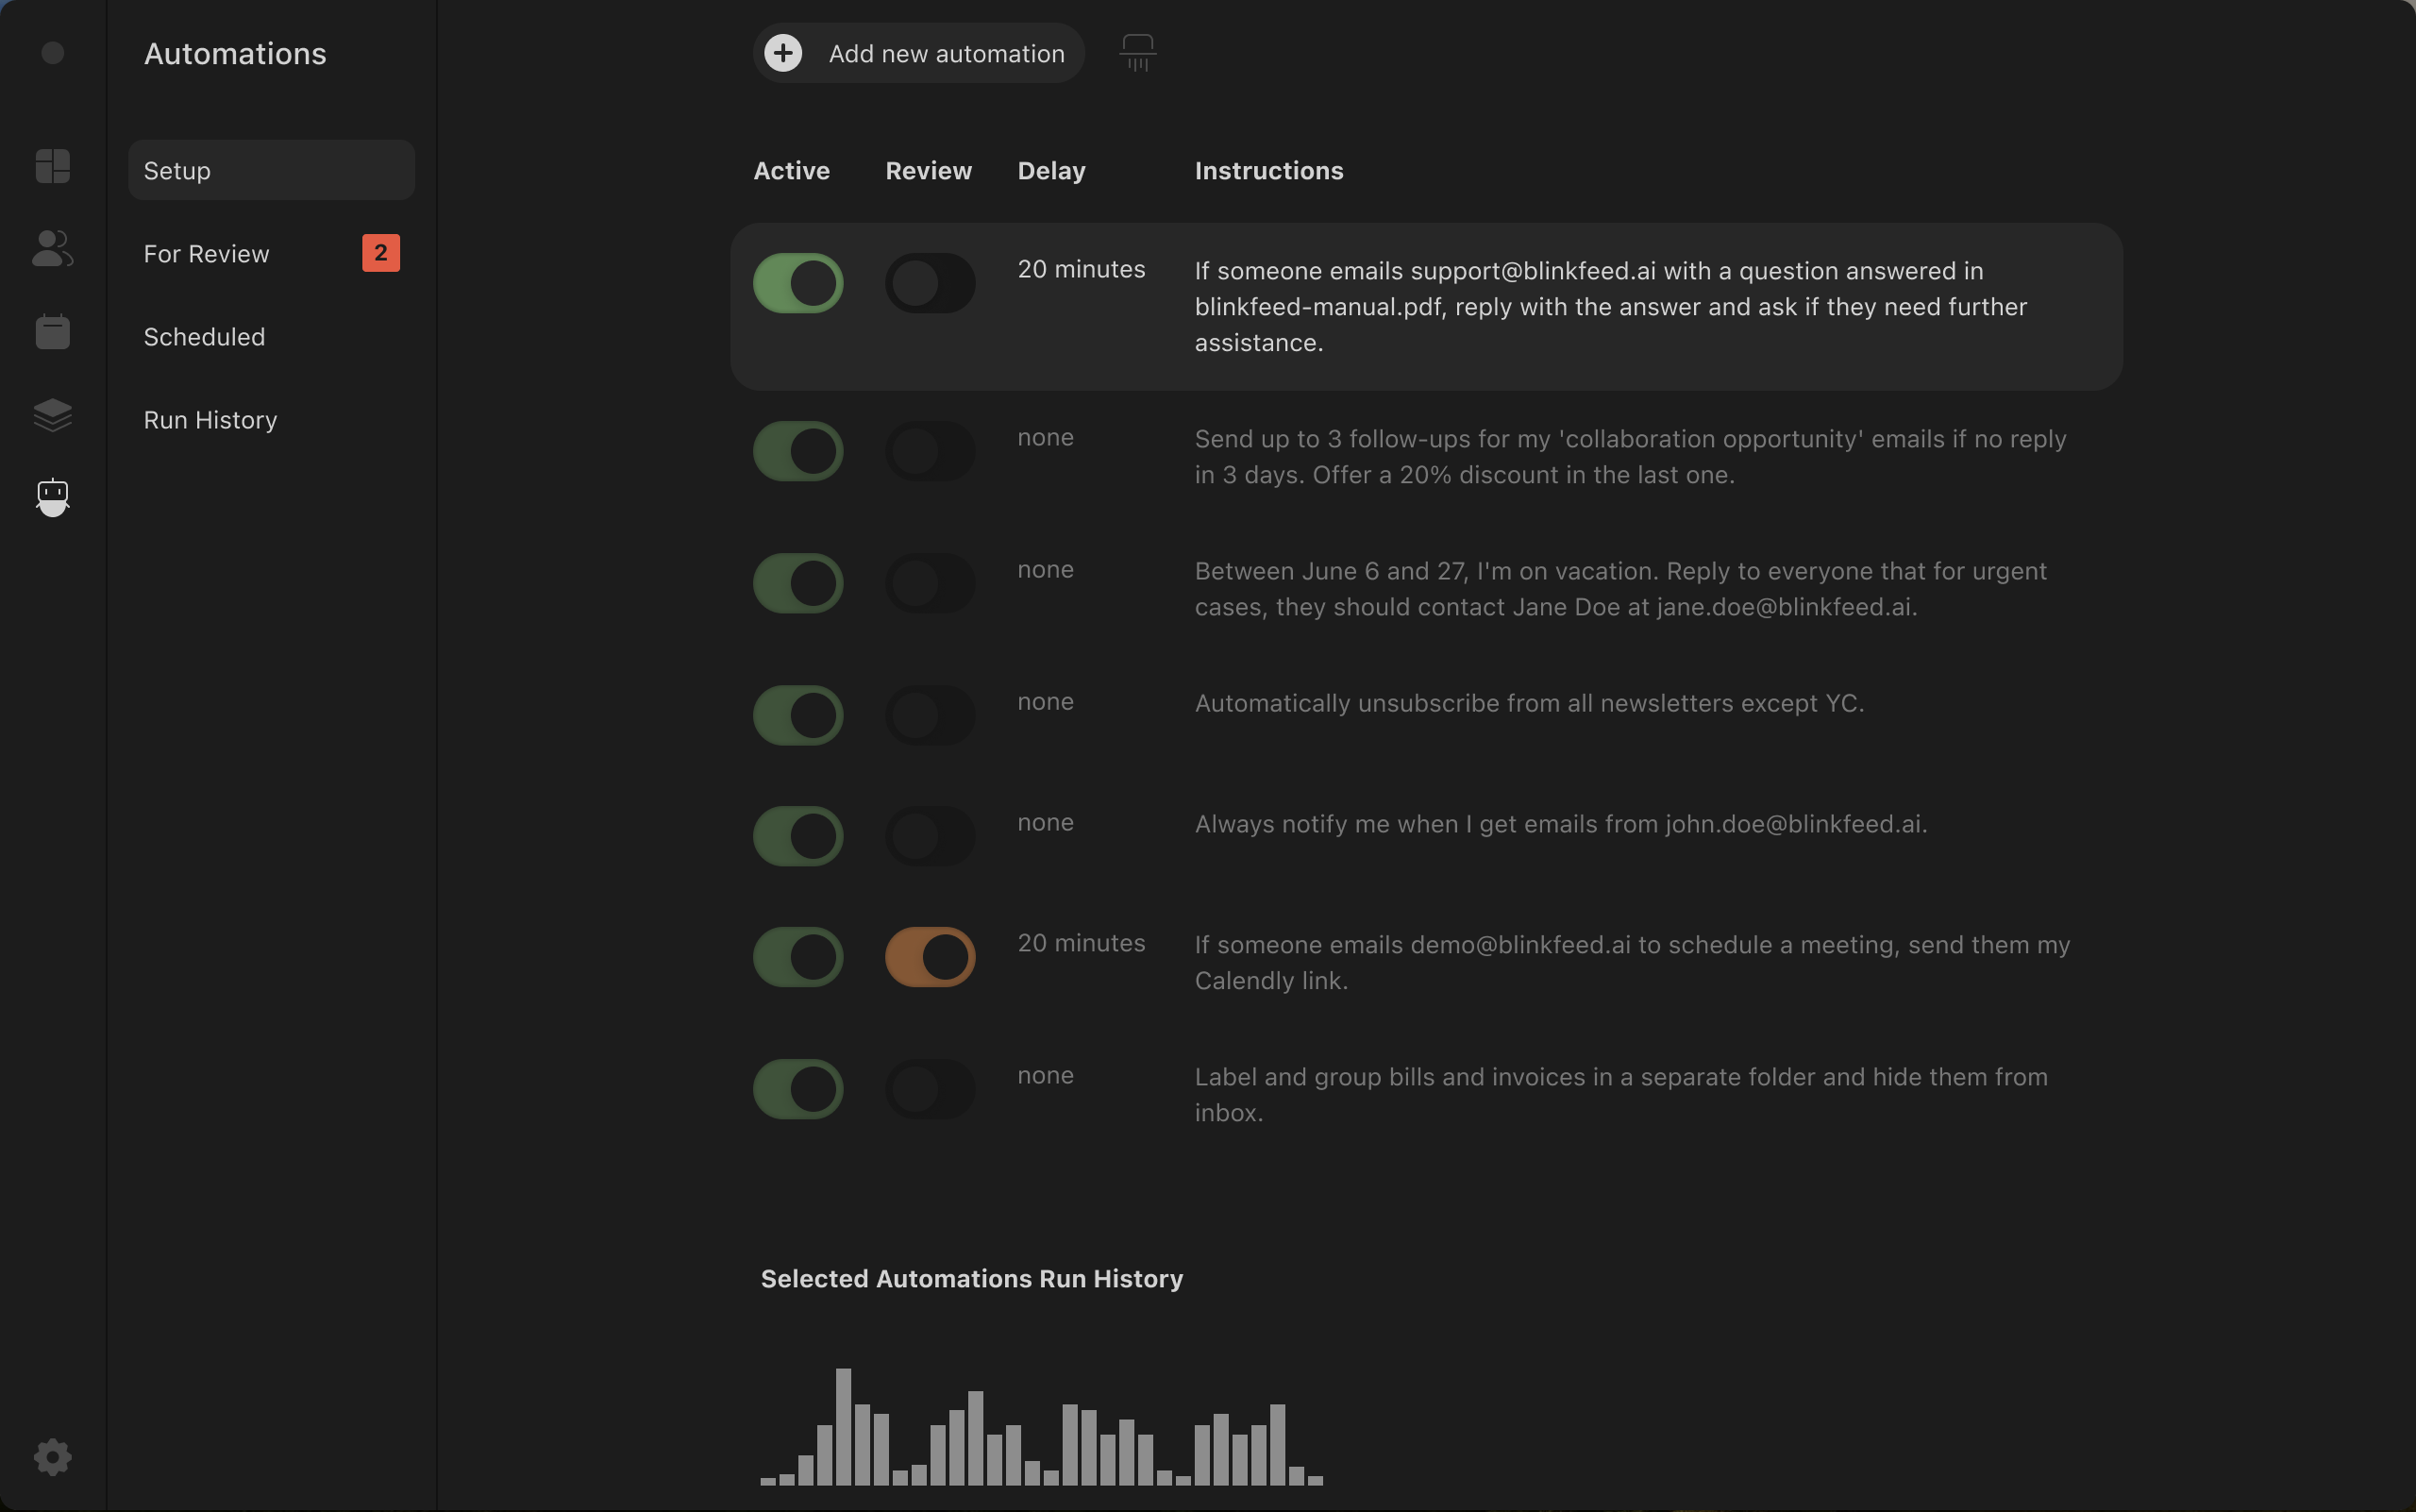 Automations
Setup
For Review 2
Scheduled
Run History
Add new automation
Active Review Delay Instructions
20 minutes
If someone emails support@blinkfeed.ai with a question answered in
blinkfeed-manual.pdf, reply with the answer and ask if they need further
assistance.
none
Send up to 3 follow-ups for my 'collaboration opportunity' emails if no reply
in 3 days. Offer a 20% discount in the last one.
none
Between June 6 and 27, I'm on vacation. Reply to everyone that for urgent
cases, they should contact Jane Doe at jane.doe@blinkfeed.ai.
none
Automatically unsubscribe from all newsletters except YC.
none
Always notify me when I get emails from john.doe@blinkfeed.ai.
20 minutes
If someone emails demo@blinkfeed.ai to schedule a meeting, send them my
Calendly link.
none
Label and group bills and invoices in a separate folder and hide them from
inbox.
Selected Automations Run History